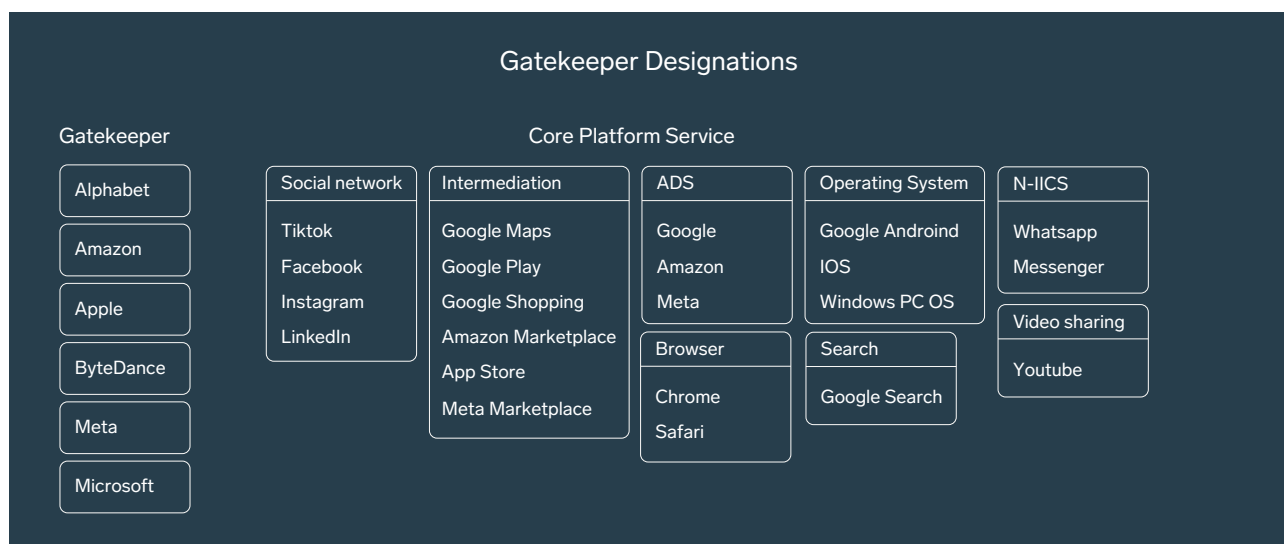 Gatekeeper Designations
Gatekeeper
Core Platform Service
Alphabet
Amazon
Apple
ByteDance
Meta
Microsoft
Social network
Tiktok
Facebook
Instagram
LinkedIn
Intermediation
Google Maps
Google Play
Google Shopping
Amazon Marketplace
App Store
Meta Marketplace
ADS
Google
Amazon
Meta
Browser
Chrome
Safari
Operating System
Google Androind
IOS
Windows PC OS
Search
Google Search
N-IICS
Whatsapp
Messenger
Video sharing
Youtube